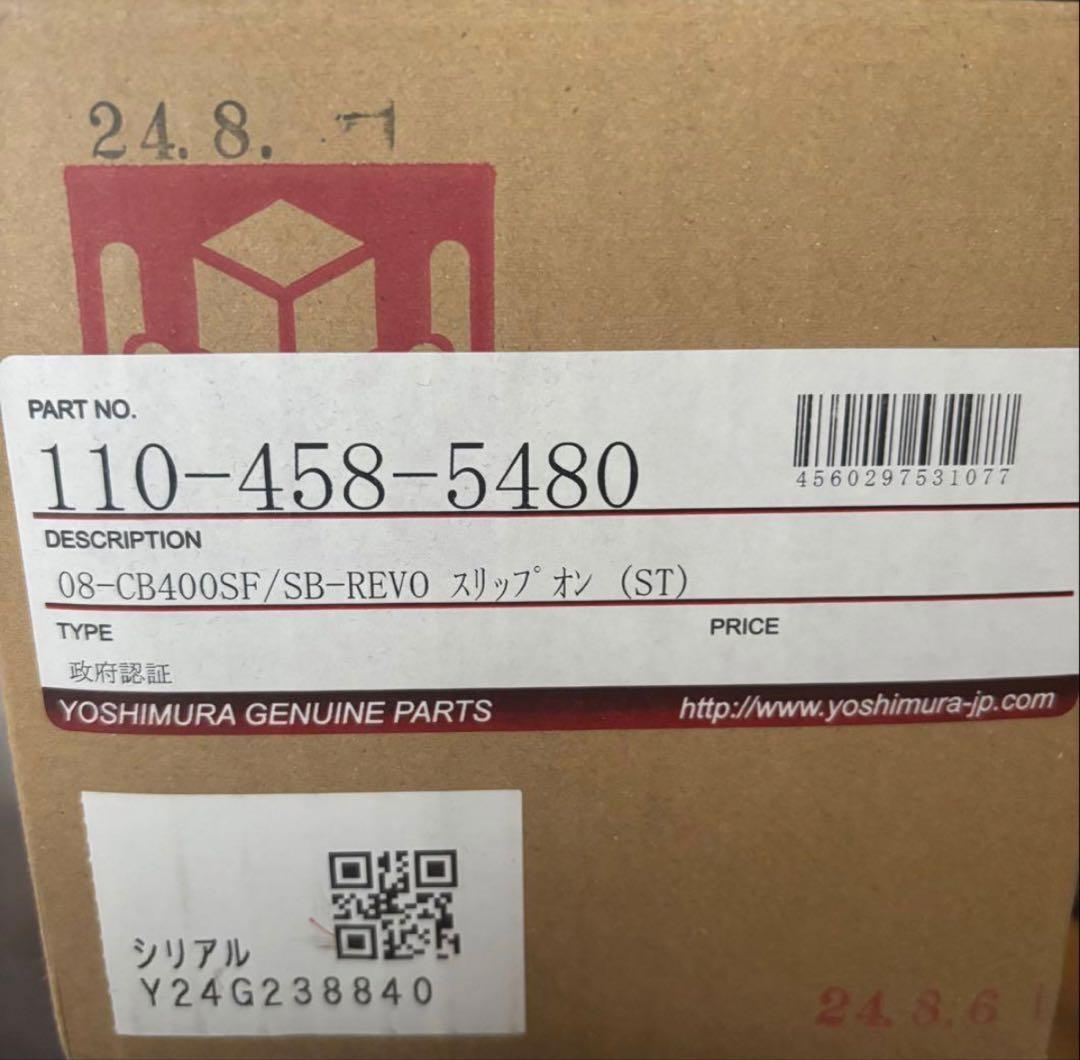 24.8.
PART NO.
4560297531077
110-458-5480
DESCRIPTION
08-CB400SF/SB-REVO ｽﾘｯﾌﾟｵﾝ (ST)
TYPE
PRICE
政府認証
YOSHIMURA GENUINE PARTS
http://www.yoshimura-jp.com
シリアル
Y24G238840
24.8.6